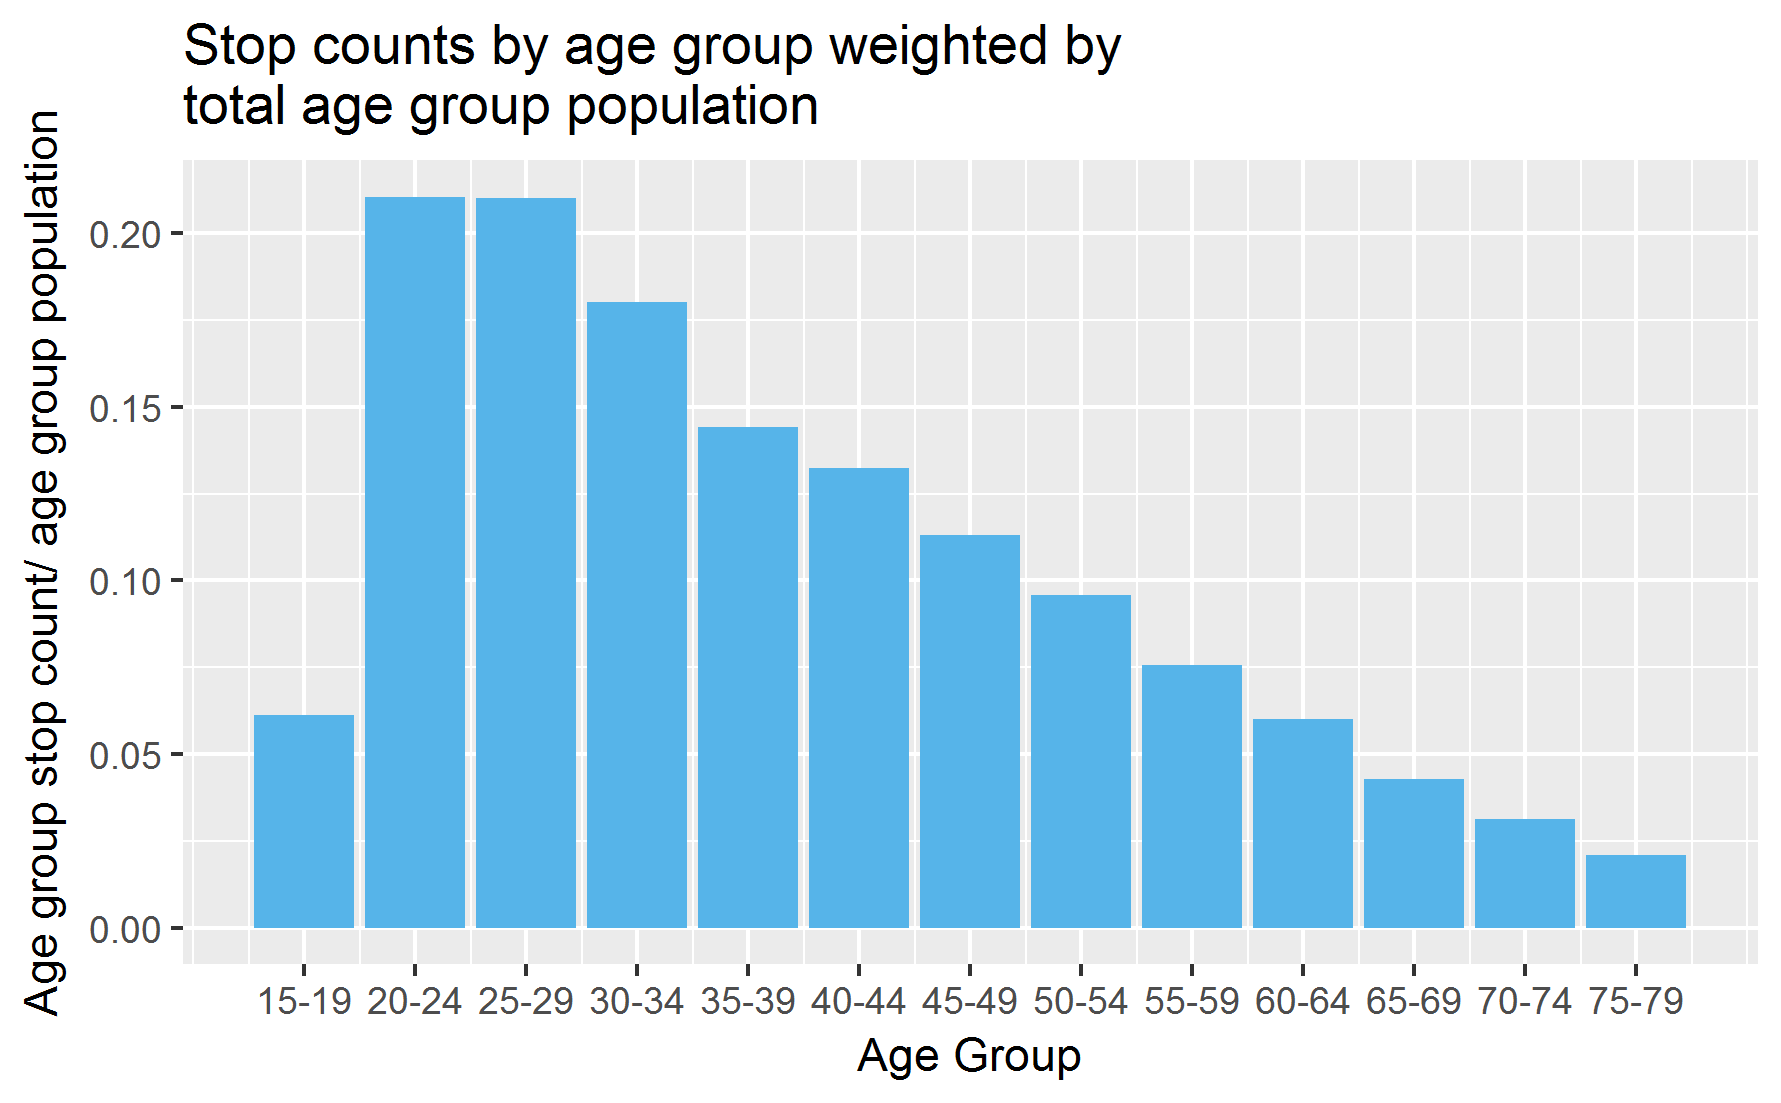 Stop counts by age group weighted by
total age group population
Age group stop count/ age group population
0.20
0.15
0.10
0.05
0.00
15-19 20-24 25-29 30-34 35-39 40-44 45-49 50-54 55-59 60-64 65-69 70-74 75-79
Age Group